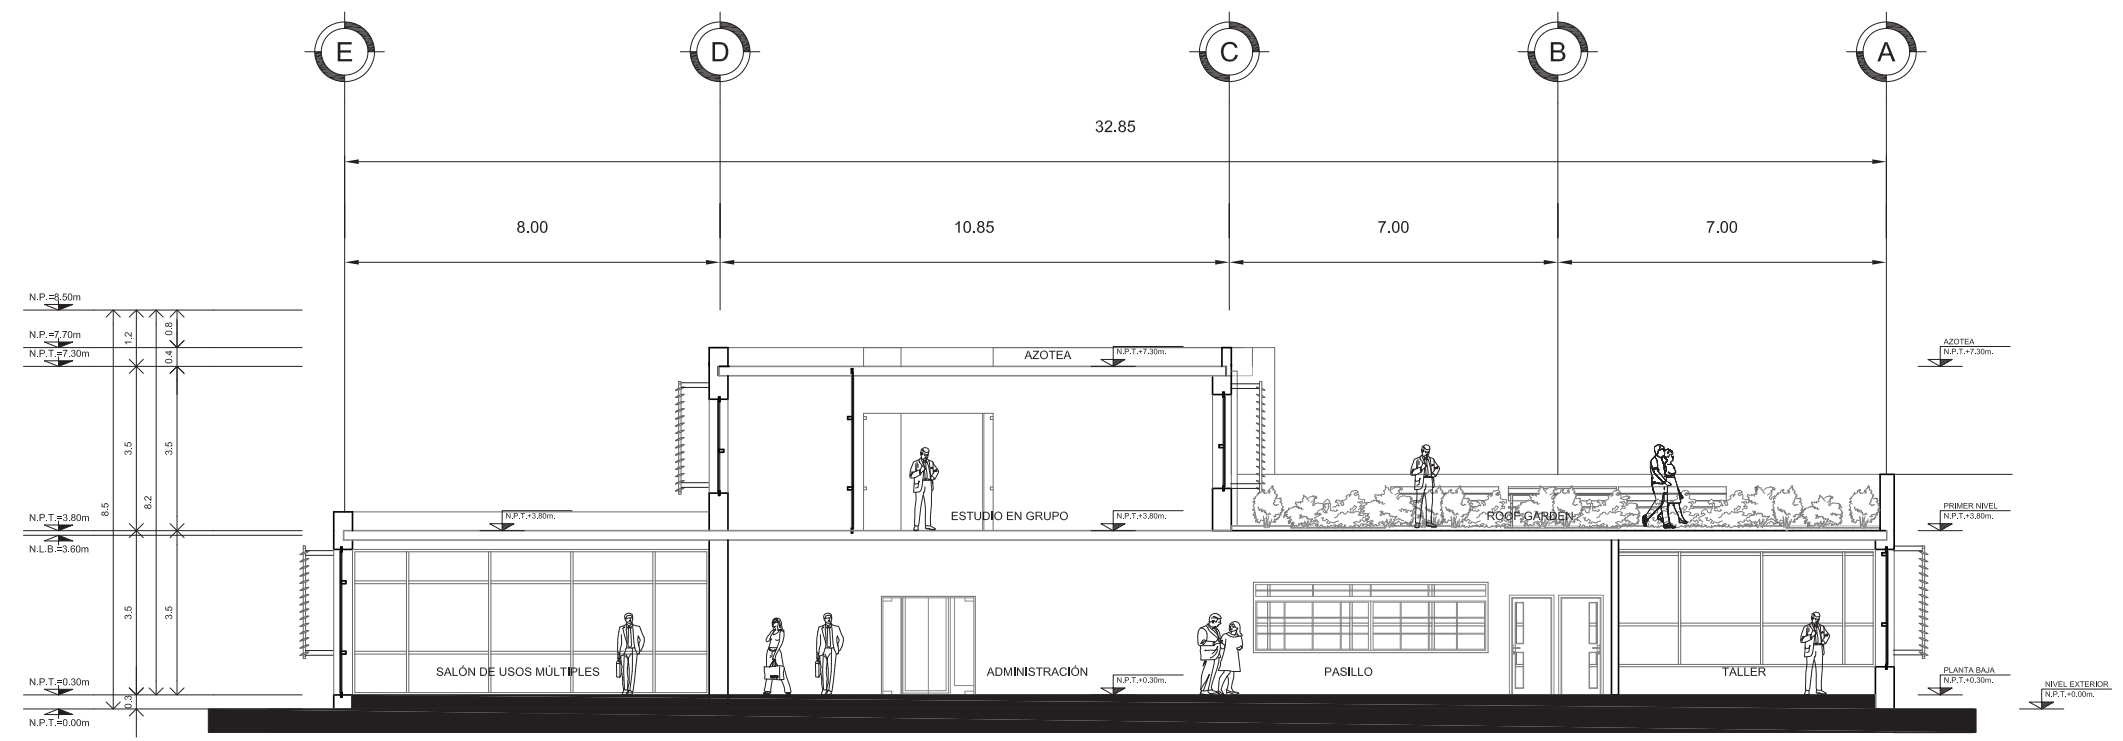 E D C B A
32.85
8.00 10.85 7.00 7.00
N.P.=8.50m
N.P.=7.70m
N.P.T.=7.30m
1.2
0.8
0.4
3.5
3.5
8.5
8.2
N.P.T.=3.80m
N.L.B.=3.60m
3.5
3.5
N.P.T.=0.30m
0.3
N.P.T.=0.00m
AZOTEA
N.P.T.+7.30m.
AZOTEA
N.P.T.+7.30m.
N.P.T.+3.80m.
ESTUDIO EN GRUPO
N.P.T.+3.80m.
ROOF GARDEN
PRIMER NIVEL
N.P.T.+3.80m.
SALÓN DE USOS MÚLTIPLES
ADMINISTRACIÓN
N.P.T.+0.30m.
PASILLO
TALLER
PLANTA BAJA
N.P.T.+0.30m.
NIVEL EXTERIOR
N.P.T.+0.00m.